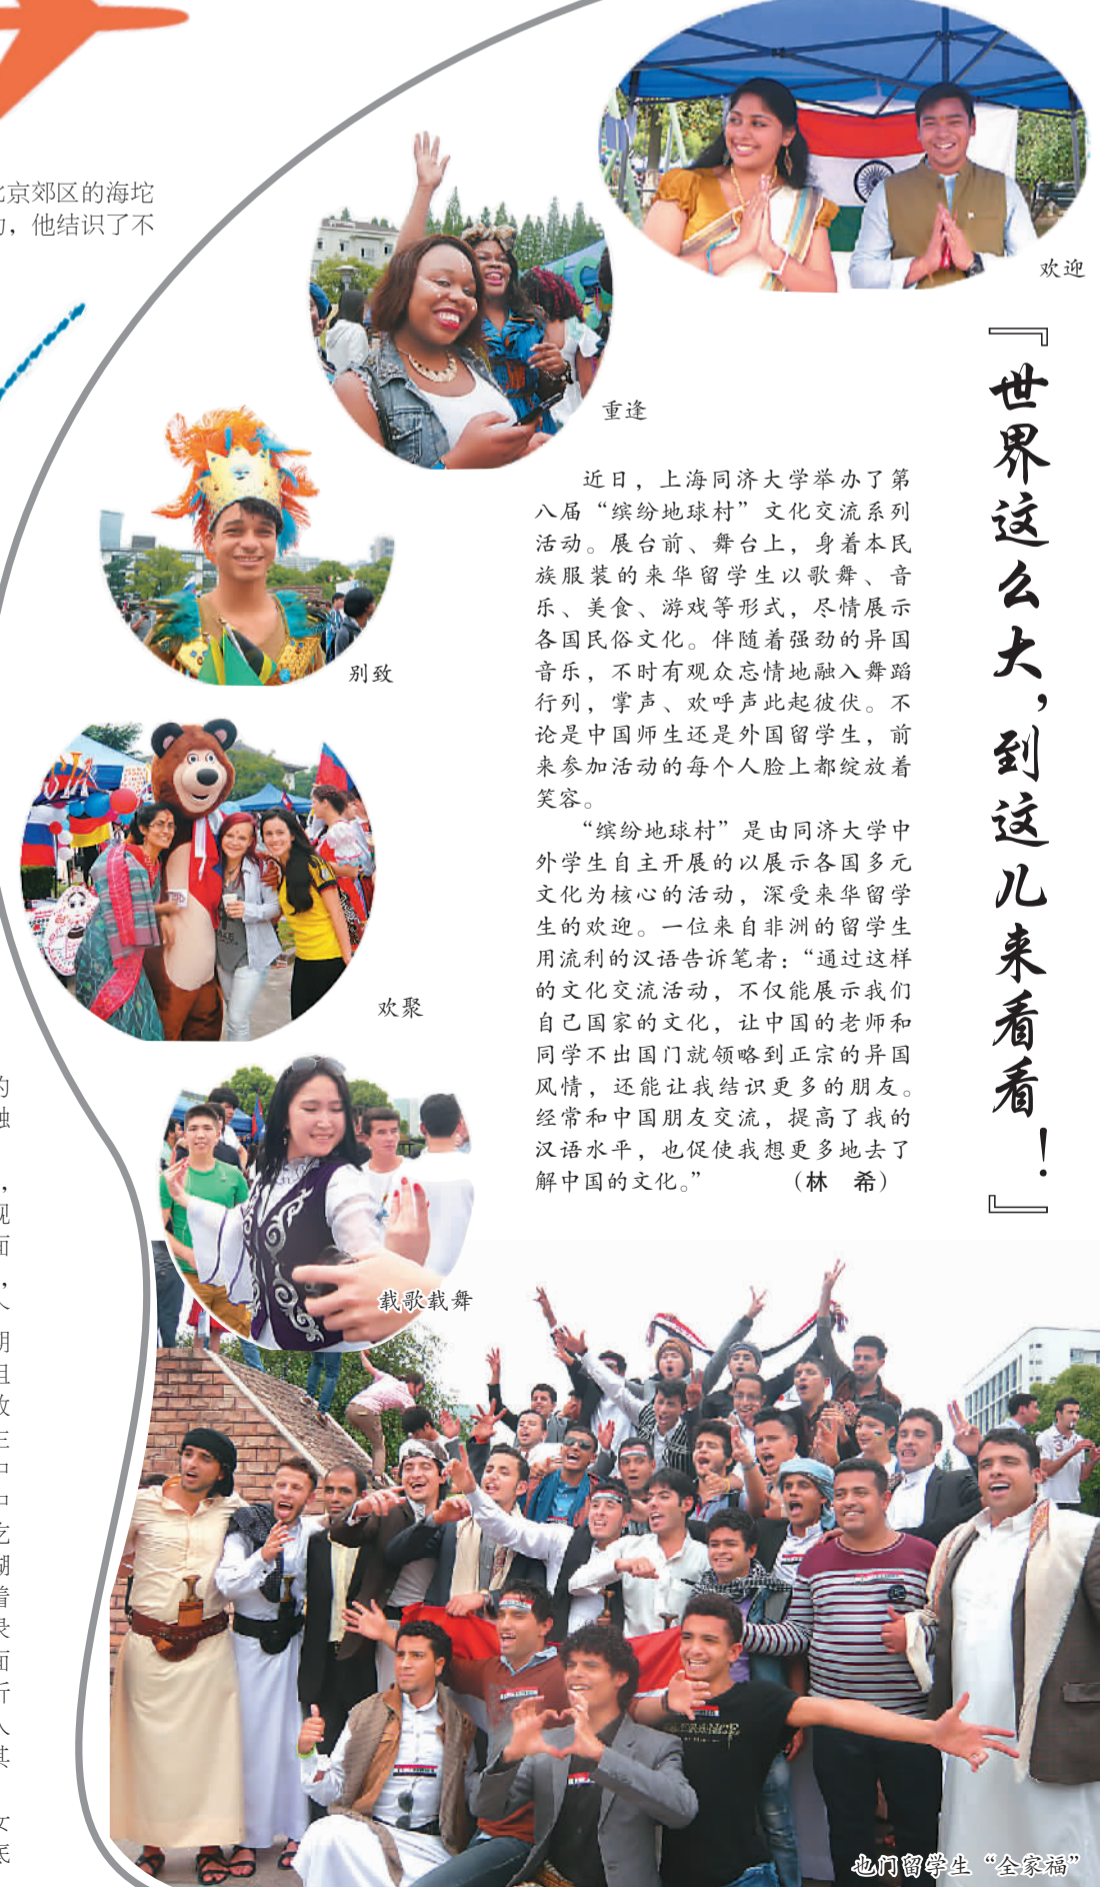 北京郊区的海坨
，他结识了不
欢迎
重逢
别致
欢聚
载歌载舞
『世界这么大，到这儿来看看！』
近日，上海同济大学举办了第
八届“缤纷地球村”文化交流系列
活动。展台前、舞台上，身着本民
族服装的来华留学生以歌舞、音
乐、美食、游戏等形式，尽情展示
各国民俗文化。伴随着强劲的异国
音乐，不时有观众忘情地融入舞蹈
行列，掌声、欢呼声此起彼伏。不
论是中国师生还是外国留学生，前
来参加活动的每个人脸上都绽放着
笑容。
“缤纷地球村”是由同济大学中
外学生自主开展的以展示各国多元
文化为核心的活动，深受来华留学
生的欢迎。一位来自非洲的留学生
用流利的汉语告诉笔者：“通过这样
的文化交流活动，不仅能展示我们
自己国家的文化，让中国的老师和
同学不出国门就领略到正宗的异国
风情，还能让我结识更多的朋友。
经常和中国朋友交流，提高了我的
汉语水平，也促使我想更多地去了
解中国的文化。” （林 希）
也门留学生“全家福”